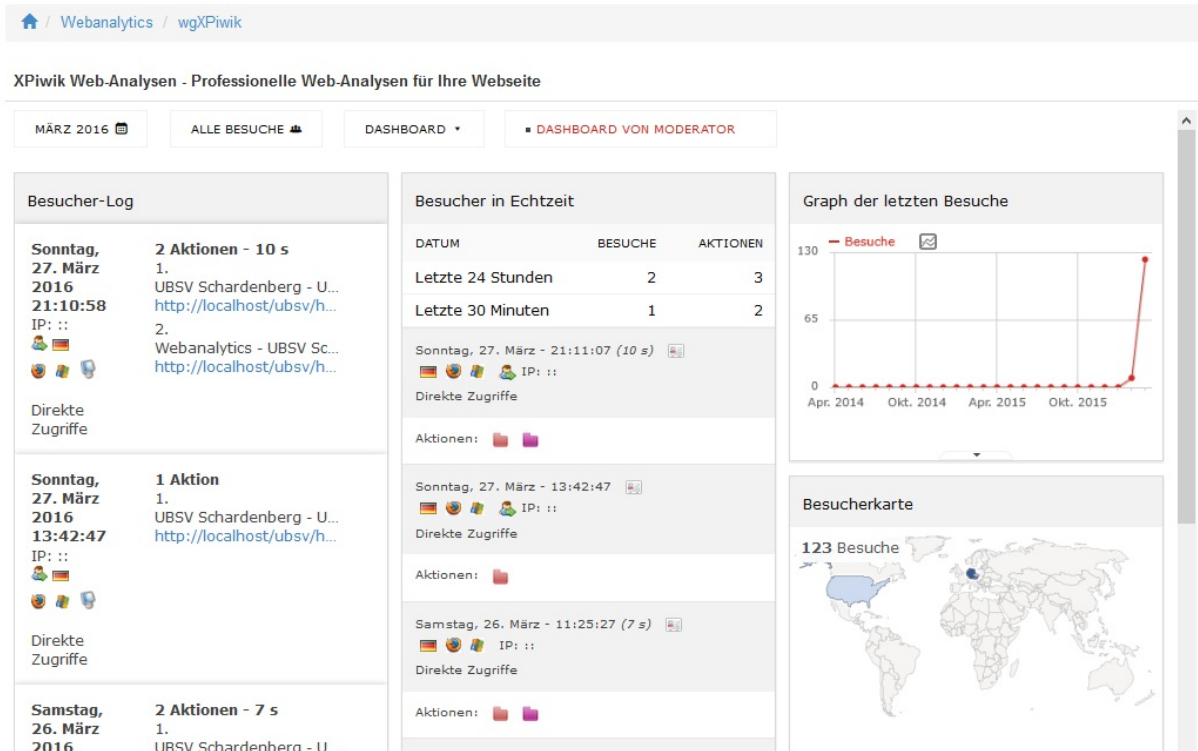 / Webanalytics / wgXPiwik
XPiwik Web-Analysen - Professionelle Web-Analysen für Ihre Webseite
MÄRZ 2016
ALLE BESUCHE
DASHBOARD
DASHBOARD VON MODERATOR
Besucher-Log
Sonntag,
27. März
2016
21:10:58
IP: ::
Direkte
Zugriffe
2 Aktionen - 10 s
1.
UBSV Schardenberg - U...
http://localhost/ubsv/h...
2.
Webanalytics - UBSV Sc...
http://localhost/ubsv/h...
Sonntag,
27. März
2016
13:42:47
IP: ::
Direkte
Zugriffe
1 Aktion
1.
UBSV Schardenberg - U...
http://localhost/ubsv/h...
Samstag,
26. März
2016
2 Aktionen - 7 s
1.
UBSV Schardenberg - U
Besucher in Echtzeit
DATUM BESUCHE AKTIONEN
Letzte 24 Stunden 2 3
Letzte 30 Minuten 1 2
Sonntag, 27. März - 21:11:07 (10 s)
IP: ::
Direkte Zugriffe
Aktionen:
Sonntag, 27. März - 13:42:47
IP: ::
Direkte Zugriffe
Aktionen:
Samstag, 26. März - 11:25:27 (7 s)
IP: ::
Direkte Zugriffe
Aktionen:
Graph der letzten Besuche
Besuche
130
65
0
Apr. 2014 Okt. 2014 Apr. 2015 Okt. 2015
Besucherkarte
123 Besuche